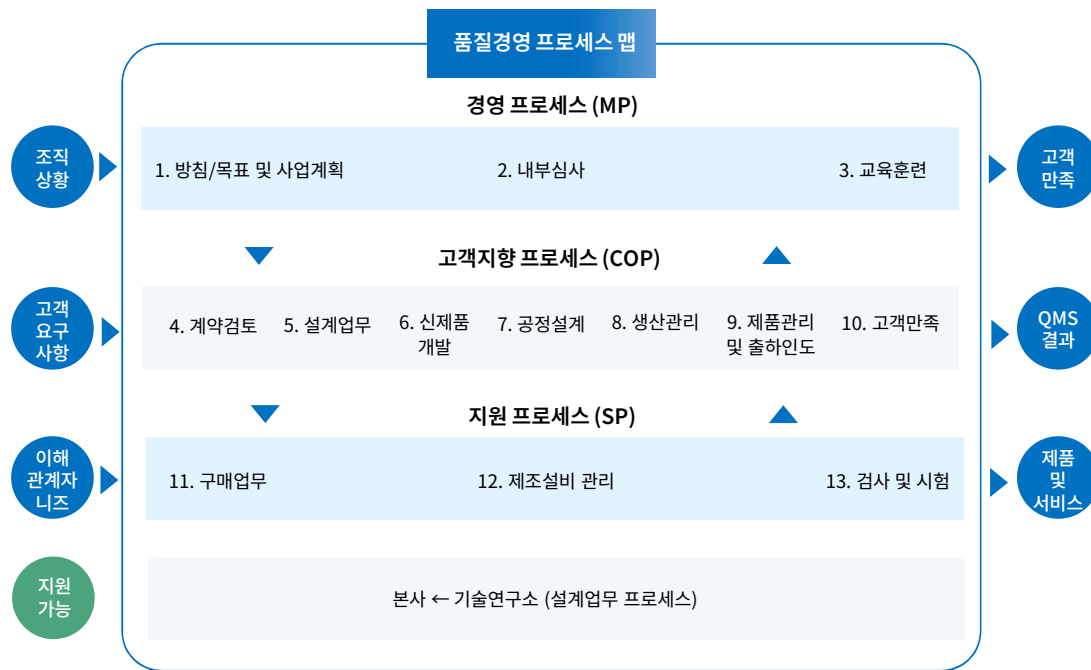 품질경영 프로세스 맵
경영 프로세스 (MP)
조직
상황
1. 방침/목표 및 사업계획
2. 내부심사
3. 교육훈련
고객
만족
고객지향 프로세스 (COP)
고객
요구
사항
4. 계약검토
5. 설계업무
6. 신제품
개발
7. 공정설계
8. 생산관리
9. 제품관리
및 출하인도
10. 고객만족
QMS
결과
지원 프로세스 (SP)
이해
관계자
니즈
11. 구매업무
12. 제조설비 관리
13. 검사 및 시험
제품
및
서비스
지원
가능
본사 ← 기술연구소 (설계업무 프로세스)